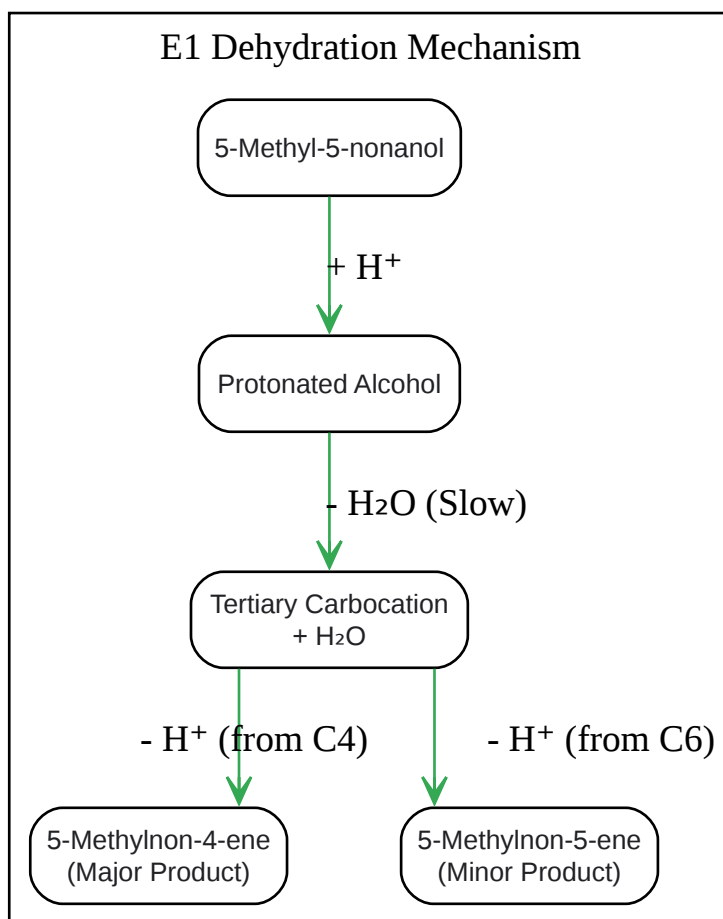 E1 Dehydration Mechanism
5-Methyl-5-nonanol
+ H⁺
Protonated Alcohol
- H₂O (Slow)
Tertiary Carbocation
+ H₂O
- H⁺ (from C4)
- H⁺ (from C6)
5-Methylnon-4-ene
(Major Product)
5-Methylnon-5-ene
(Minor Product)